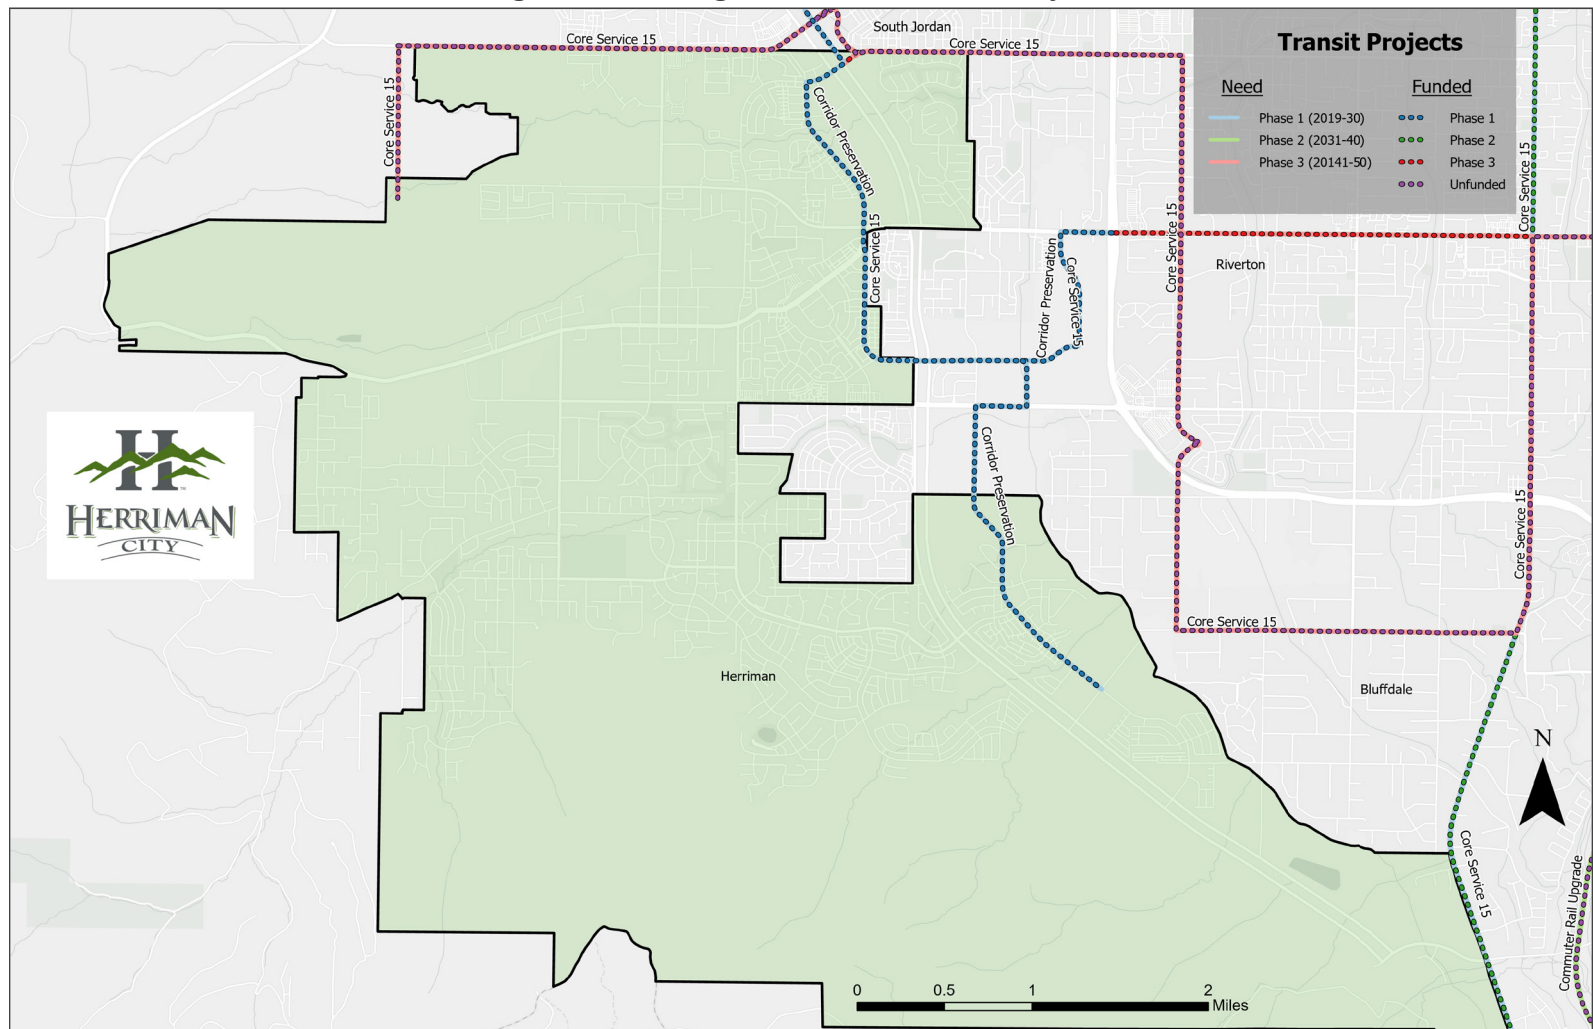 South Jordan
Core Service 15
Core Service 15
Transit Projects
Need
Funded
Phase 1 (2019-30)
Phase 1
Phase 2 (2031-40)
Phase 2
Phase 3 (20141-50)
Phase 3
Unfunded
Core Service 15
Corridor Preservation
Core Service 15
Core Service 15
Core Service 15
Riverton
Corridor Preservation
Core Service 15
Corridor Preservation
H
HERRIMAN
CITY
Core Service 15
Core Service 15
Herriman
Bluffdale
N
Core Service 15
Commuter Rail Upgrade
0 0.5 1 2
Miles